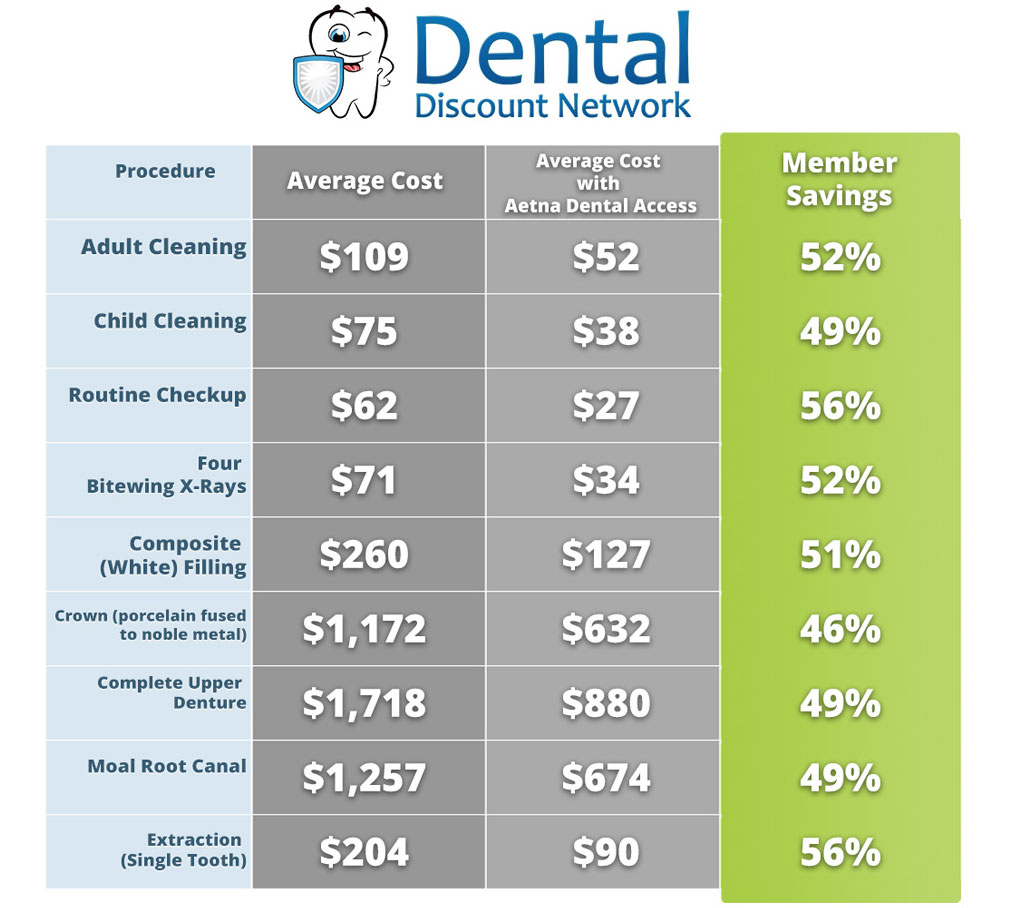 Dental
Discount Network
Procedure
Average Cost
Average Cost
with
Aetna Dental Access
Member
Savings
Adult Cleaning
$109
$52
52%
Child Cleaning
$75
$38
49%
Routine Checkup
$62
$27
56%
Four
Bitewing X-Rays
$71
$34
52%
Composite
(White) Filling
$260
$127
51%
Crown (porcelain fused
to noble metal)
$1,172
$632
46%
Complete Upper
Denture
$1,718
$880
49%
Moal Root Canal
$1,257
$674
49%
Extraction
(Single Tooth)
$204
$90
56%